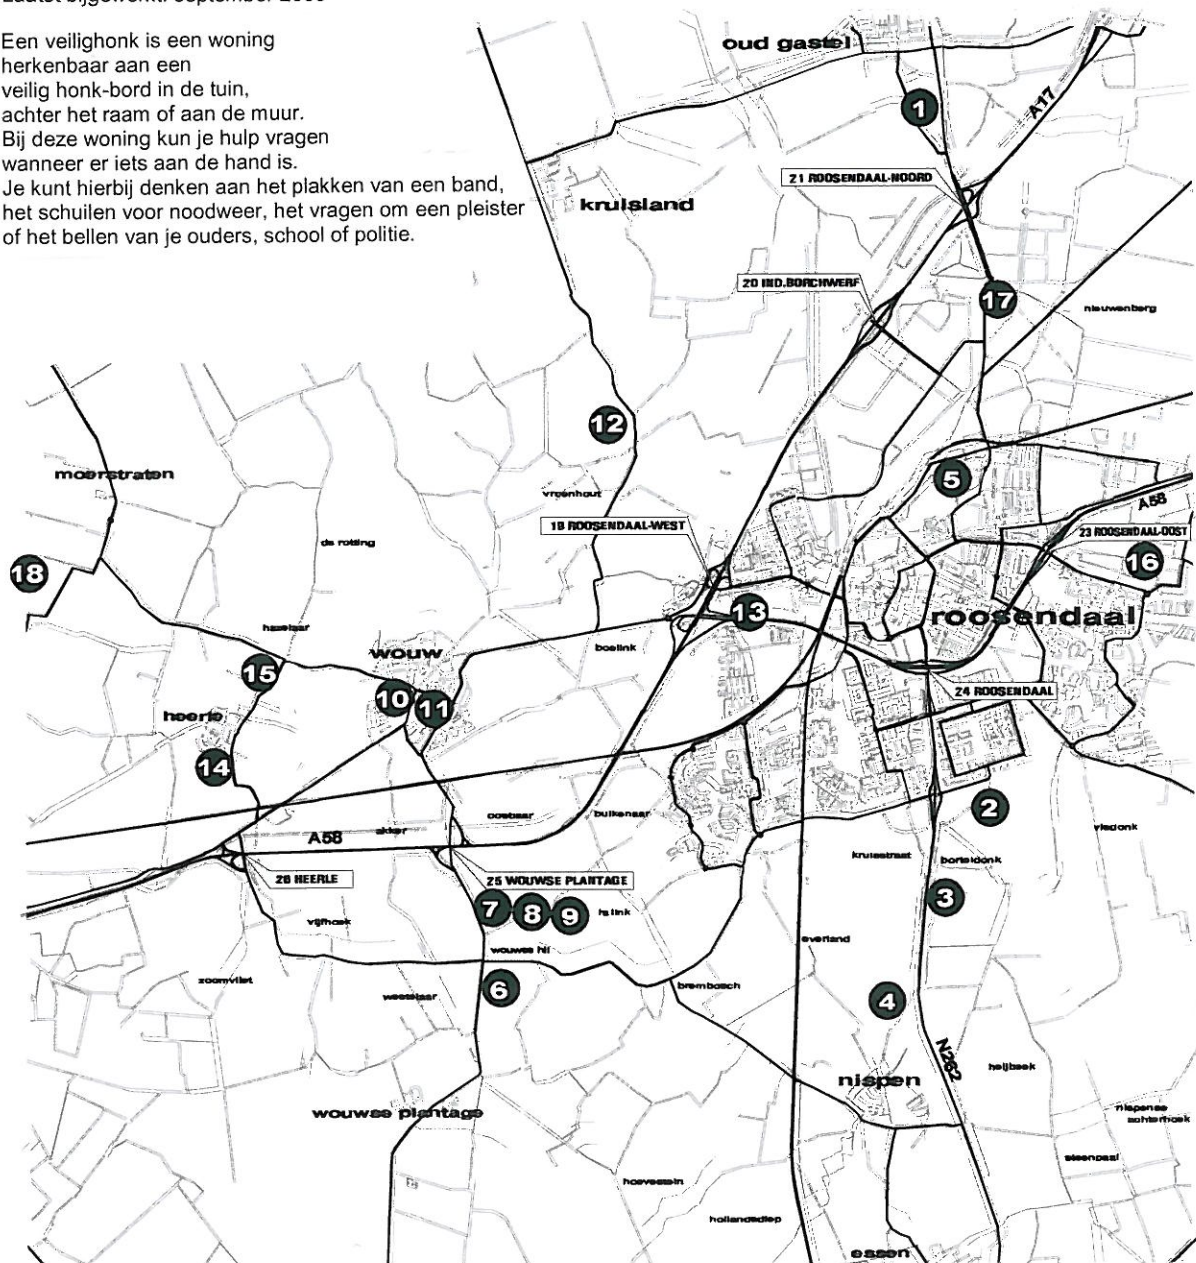 Een veilighonk is een woning
herkenbaar aan een
veilig honk-bord in de tuin,
achter het raam of aan de muur.
Bij deze woning kun je hulp vragen
wanneer er iets aan de hand is.
Je kunt hierbij denken aan het plakken van een band,
het schuilen voor noodweer, het vragen om een pleister
of het bellen van je ouders, school of politie.
oud gastel
1
A17
21 ROOSENDAAL-NOORD
kruisland
20 IND.BORCHWERF
17
nieuwenberg
12
moerstraten
5
vroenhout
A58
19 ROOSENDAAL-WEST
23 ROOSENDAAL-OOST
de rotting
16
18
13
roosendaal
hazelaar
boelink
wouw
15
24 ROOSENDAAL
10
11
heerle
14
2
oostlaar
bulkenaar
akker
A58
visdonk
kruisstraat
borteldonk
26 HEERLE
25 WOUWSE PLANTAGE
3
7
8
9
vijfhoek
everland
wouwse hil
zoomvliet
6
brembosch
westelaar
4
N262
heijbeek
nispen
wouwse plantage
nispense
achterhoek
steenpaal
hoevestein
hollandsdiep
essen